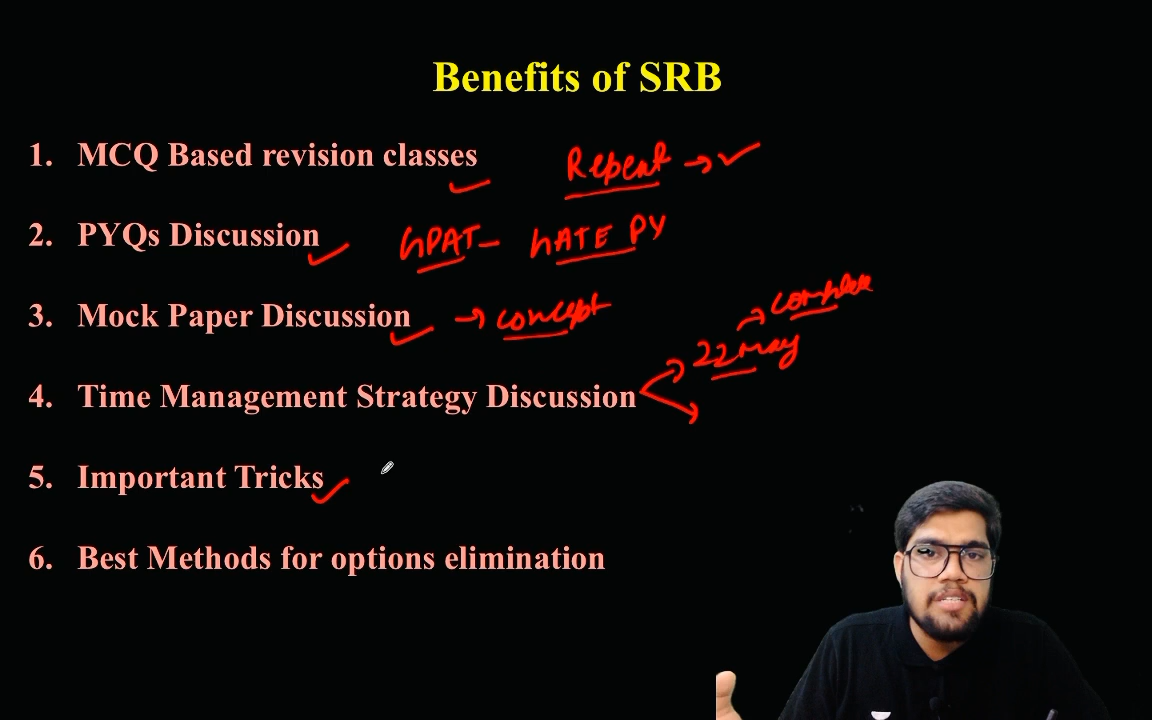 Benefits of SRB
1. MCQ Based revision classes Repeat
2. PYQs Discussion GPAT - GATE PY
3. Mock Paper Discussion → concept
→ complete
22 May
4. Time Management Strategy Discussion
5. Important Tricks
6. Best Methods for options elimination